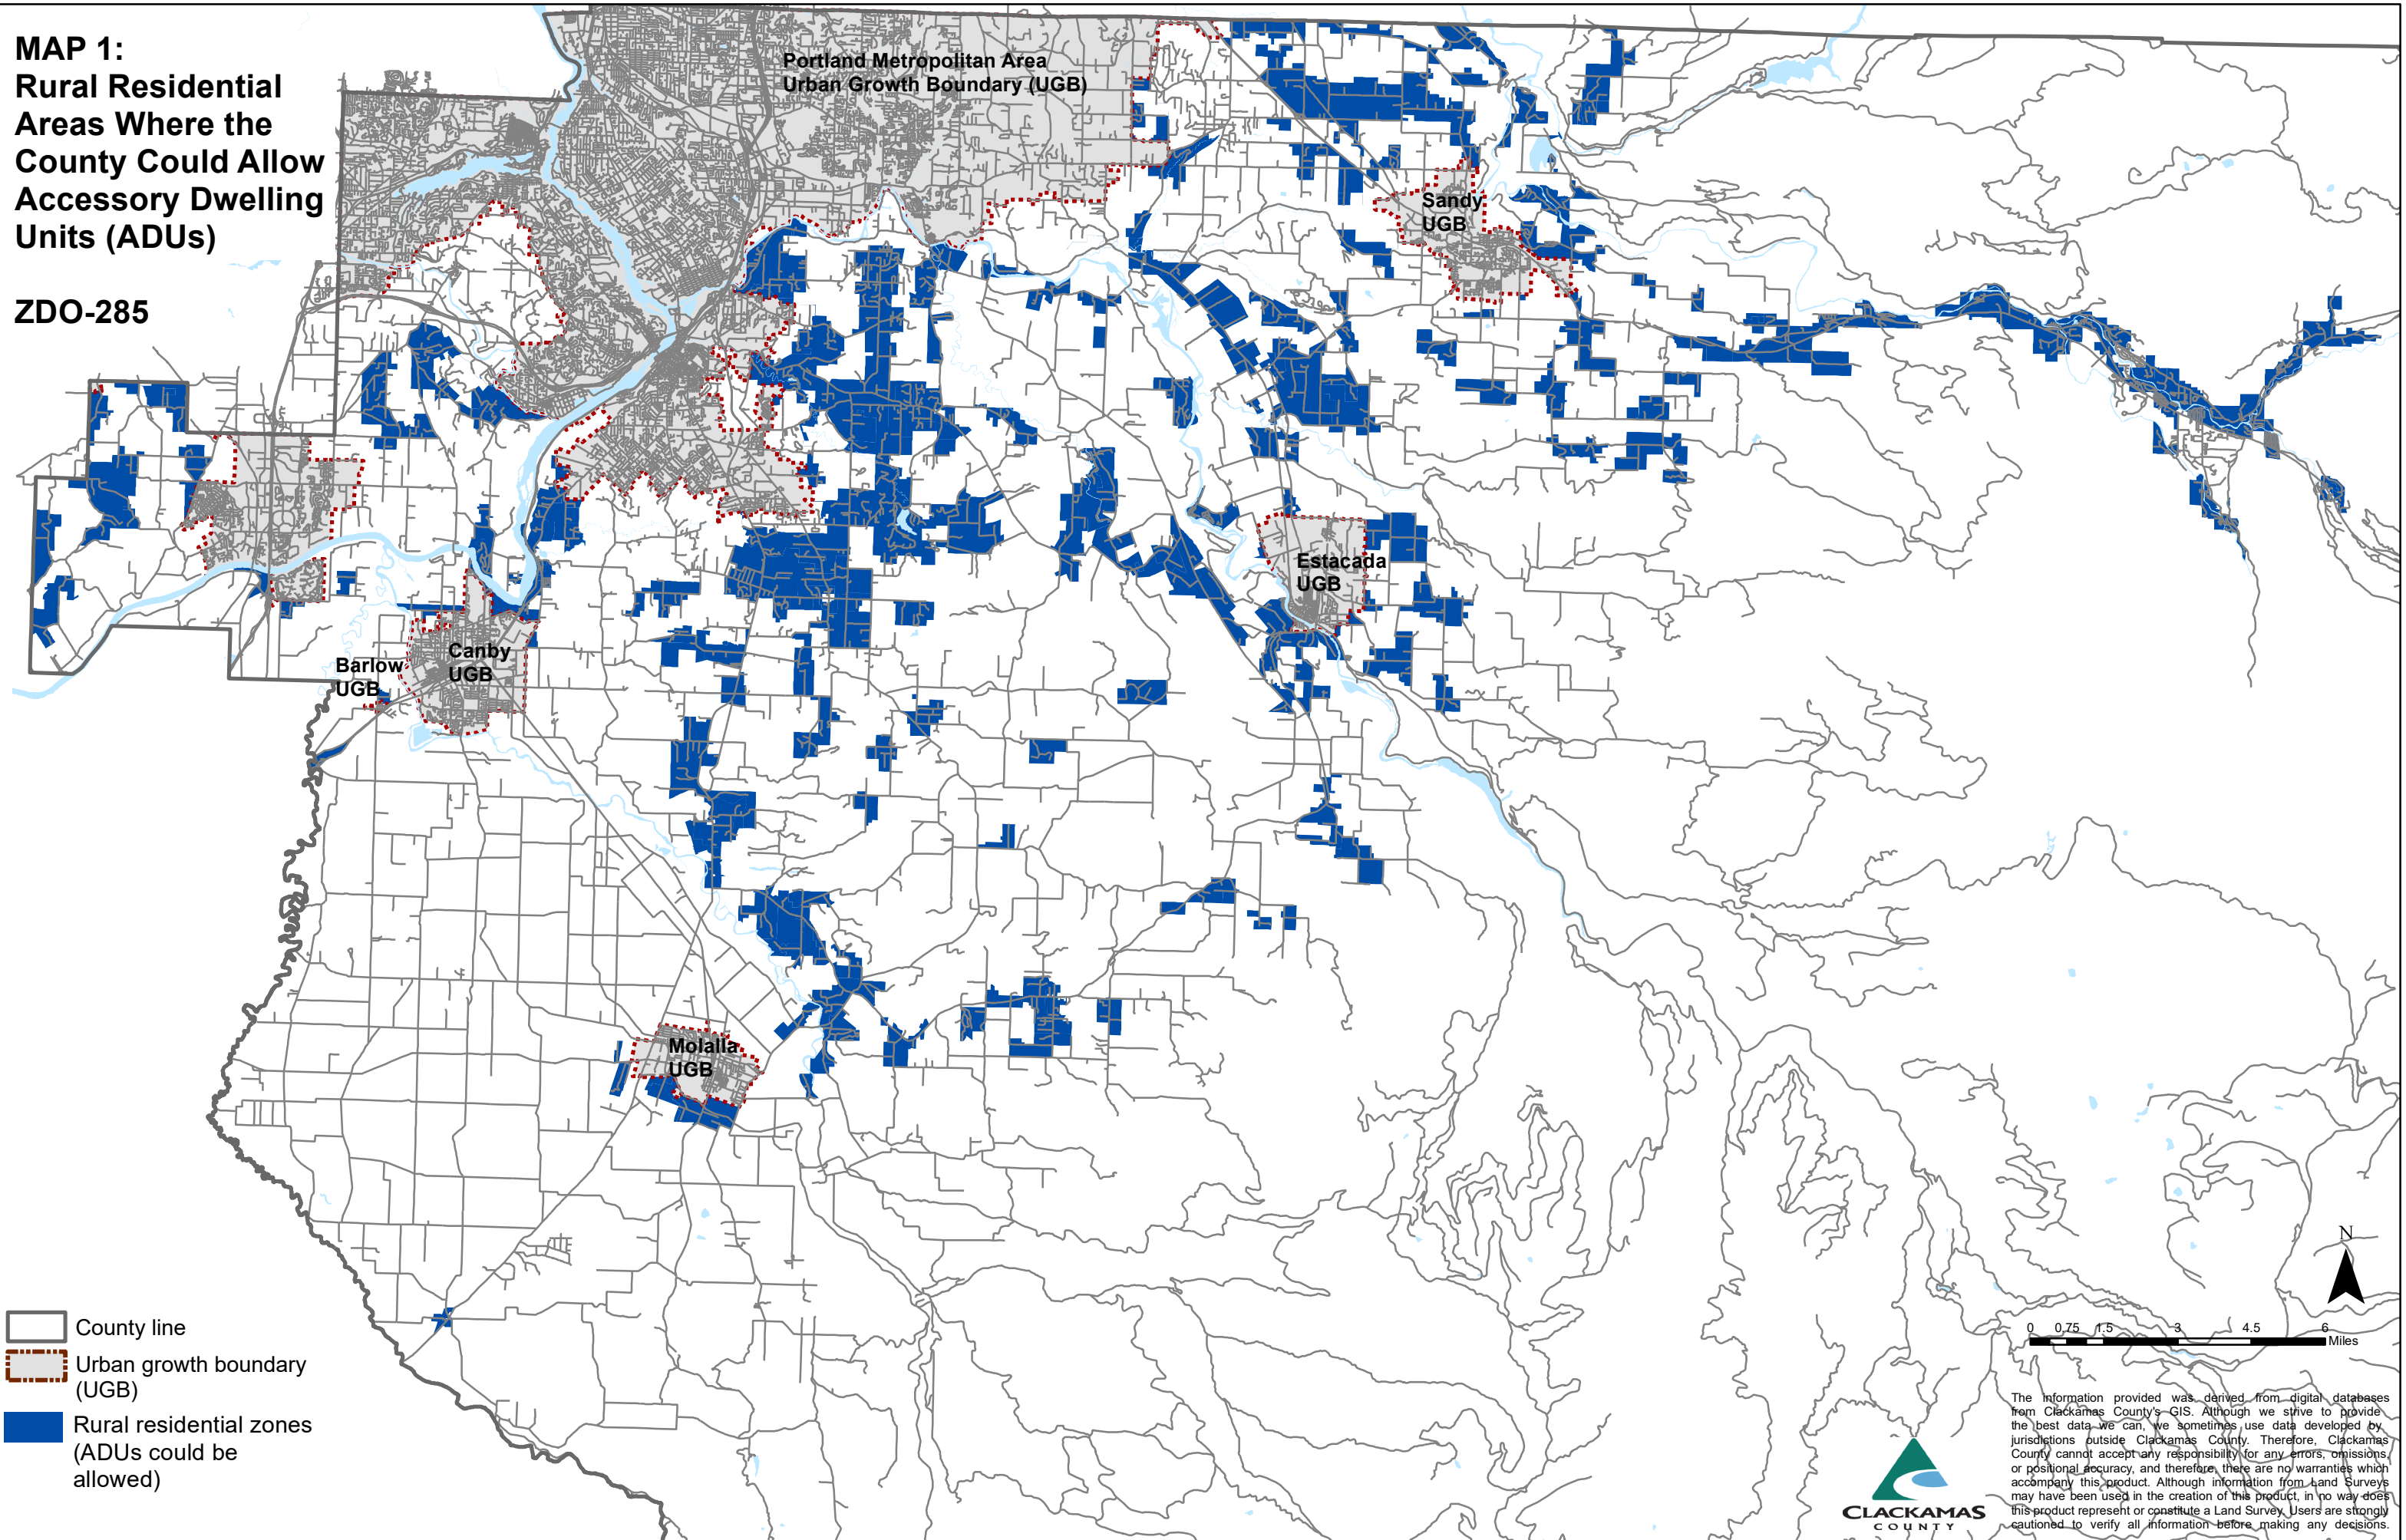 MAP 1:
Rural Residential
Areas Where the
County Could Allow
Accessory Dwelling
Units (ADUs)
ZDO-285
Portland Metropolitan Area
Urban Growth Boundary (UGB)
Sandy
UGB
Estacada
UGB
Barlow
UGB
Canby
UGB
Molalla
UGB
County line
Urban growth boundary
(UGB)
Rural residential zones
(ADUs could be
allowed)
N
0 0.75 1.5 3 4.5 6
Miles
CLACKAMAS
COUNTY
The information provided was derived from digital databases
from Clackamas County's GIS. Although we strive to provide
the best data we can, we sometimes use data developed by
jurisdictions outside Clackamas County. Therefore, Clackamas
County cannot accept any responsibility for any errors, omissions,
or positional accuracy, and therefore, there are no warranties which
accompany this product. Although information from Land Surveys
may have been used in the creation of this product, in no way does
this product represent or constitute a Land Survey. Users are strongly
cautioned to verify all information before making any decisions.